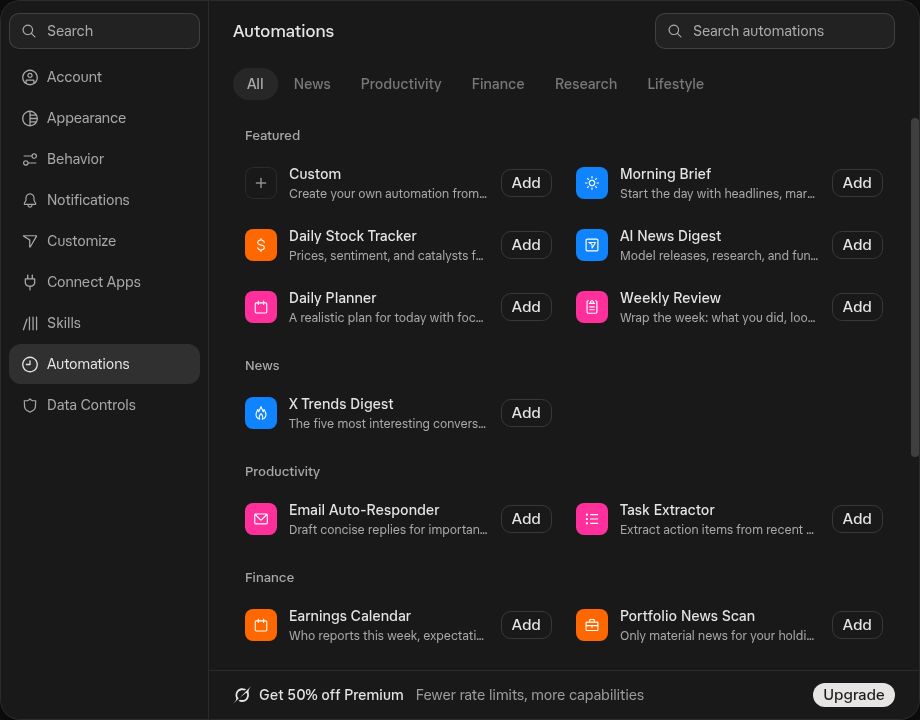 Search
Automations
Search automations
Account
Appearance
Behavior
Notifications
Customize
Connect Apps
Skills
Automations
Data Controls
All News Productivity Finance Research Lifestyle
Featured
Custom
Create your own automation from...
Add
Morning Brief
Start the day with headlines, mar...
Add
Daily Stock Tracker
Prices, sentiment, and catalysts f...
Add
AI News Digest
Model releases, research, and fun...
Add
Daily Planner
A realistic plan for today with foc...
Add
Weekly Review
Wrap the week: what you did, loo...
Add
News
X Trends Digest
The five most interesting convers...
Add
Productivity
Email Auto-Responder
Draft concise replies for importan...
Add
Task Extractor
Extract action items from recent ...
Add
Finance
Earnings Calendar
Who reports this week, expectati...
Add
Portfolio News Scan
Only material news for your holdi...
Add
Get 50% off Premium Fewer rate limits, more capabilities
Upgrade